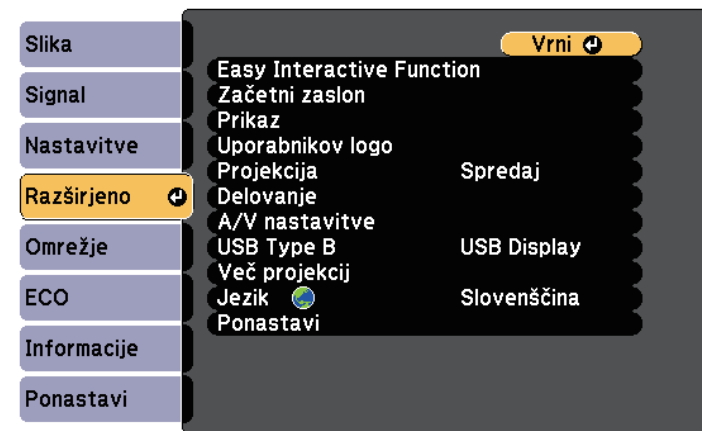 Slika
Signal
Nastavitve
Razširjeno
Omrežje
ECO
Informacije
Ponastavi
Vrni
Easy Interactive Function
Začetni zaslon
Prikaz
Uporabnikov logo
Projekcija Spredaj
Delovanje
A/V nastavitve
USB Type B USB Display
Več projekcij
Jezik Slovenščina
Ponastavi